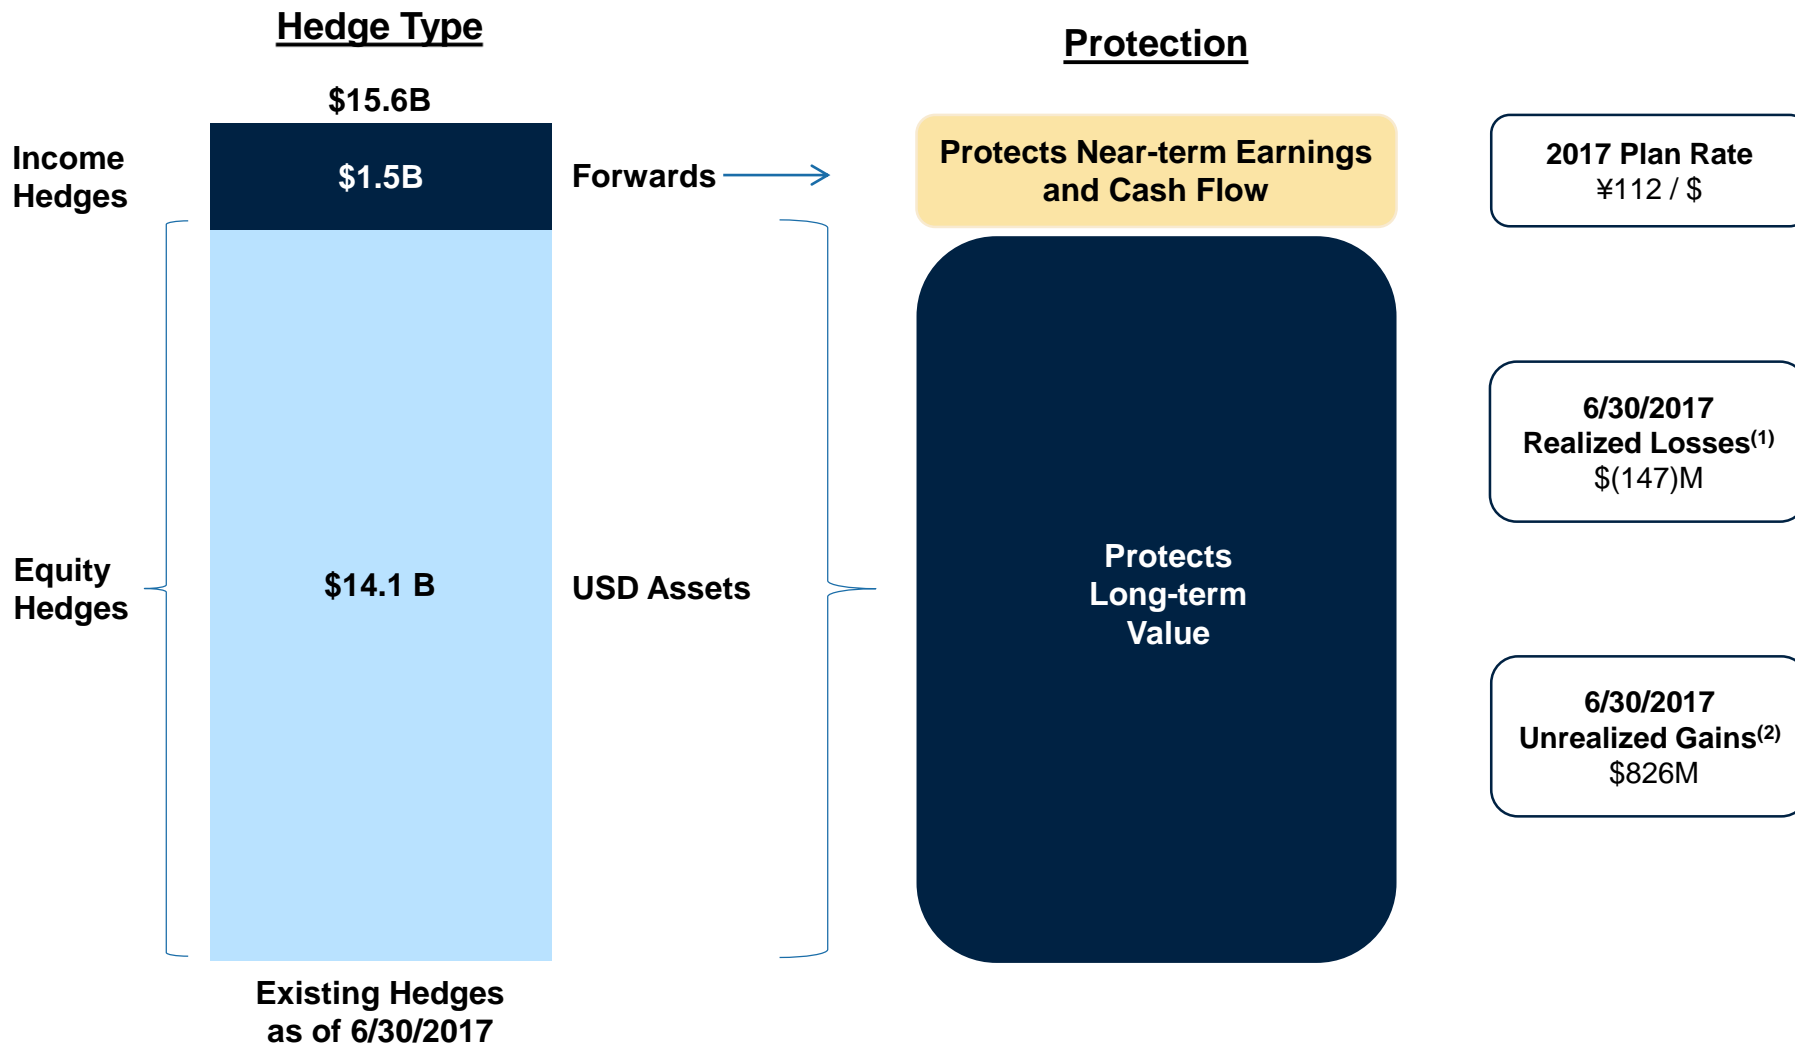 Hedge Type
Protection
$15.6B
Income
Hedges
$1.5B
Forwards
Protects Near-term Earnings
and Cash Flow
2017 Plan Rate
¥112 / $
6/30/2017
Realized Losses(1)
$(147)M
Equity
Hedges
$14.1 B
USD Assets
Protects
Long-term
Value
6/30/2017
Unrealized Gains(2)
$826M
Existing Hedges
as of 6/30/2017